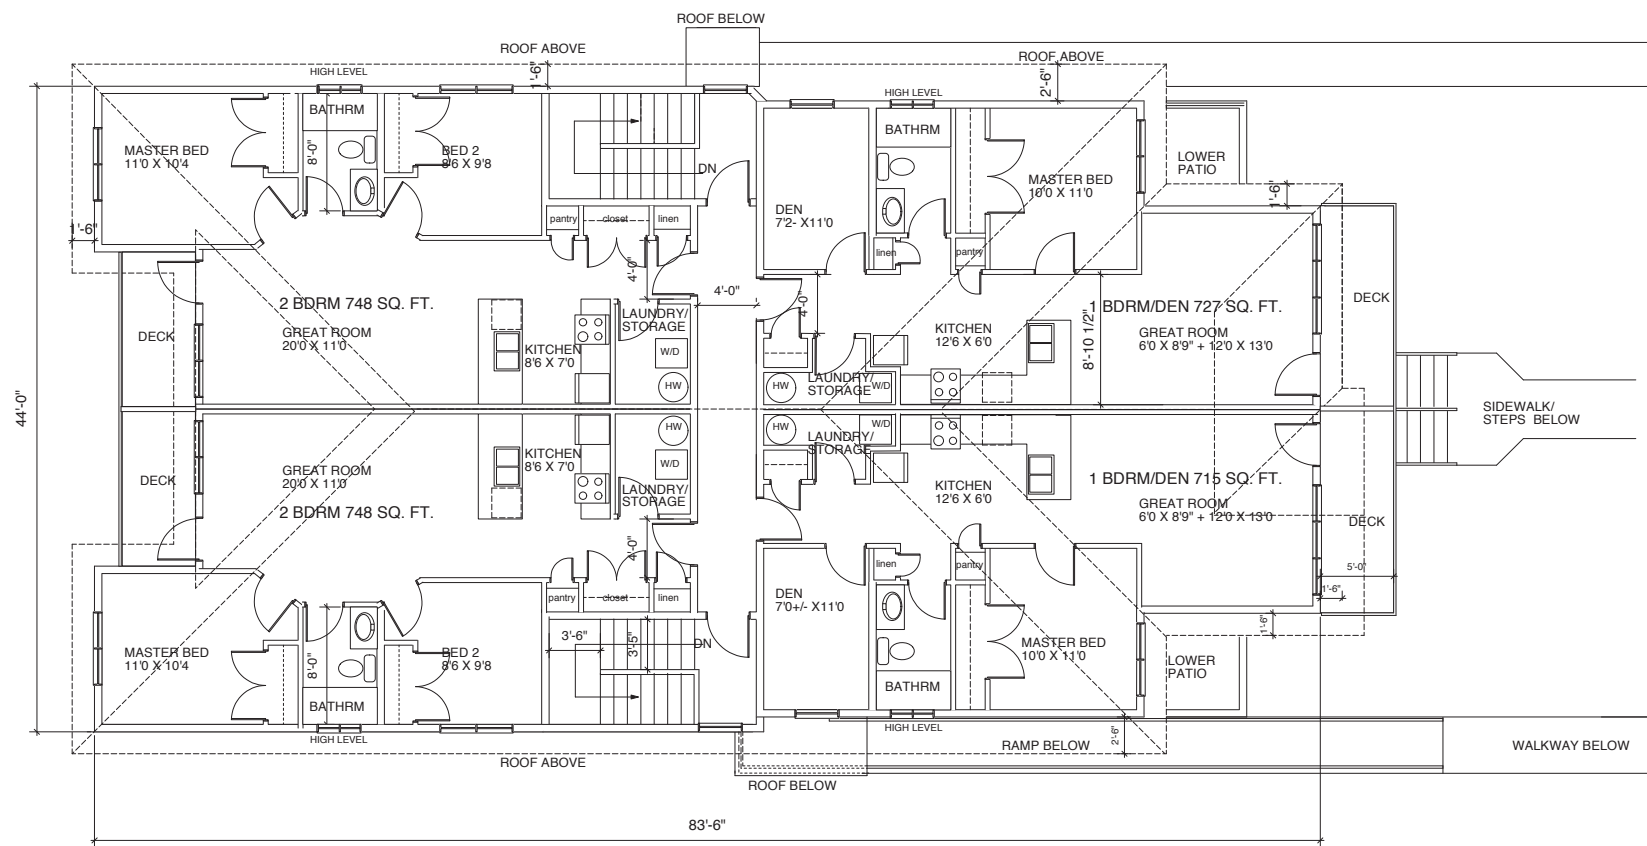 ROOF BELOW
ROOF ABOVE
ROOF ABOVE
HIGH LEVEL
1'-6"
2'-6"
HIGH LEVEL
BATHRM
8'-0"
MASTER BED
11'0 X 10'4
BED 2
8'6 X 9'8
DN
BATHRM
LOWER
PATIO
MASTER BED
10'0 X 11'0
1'-6"
DEN
7'2- X11'0
pantry
closet
linen
1'-6"
4'-0"
linen
pantry
4'-0"
4'-0"
2 BDRM 748 SQ. FT.
GREAT ROOM
20'0 X 11'0
DECK
LAUNDRY/
STORAGE
KITCHEN
8'6 X 7'0
W/D
HW
KITCHEN
12'6 X 6'0
8'-10 1/2"
1 BDRM/DEN 727 SQ. FT.
GREAT ROOM
6'0 X 8'9" + 12'0 X 13'0
DECK
HW
LAUNDRY/
STORAGE
W/D
44'-0"
SIDEWALK/
STEPS BELOW
HW
HW
LAUNDRY/
STORAGE
W/D
KITCHEN
8'6 X 7'0
W/D
LAUNDRY/
STORAGE
DECK
GREAT ROOM
20'0 X 11'0
2 BDRM 748 SQ. FT.
KITCHEN
12'6 X 6'0
1 BDRM/DEN 715 SQ. FT.
GREAT ROOM
6'0 X 8'9" + 12'0 X 13'0
DECK
4'-0"
linen
pantry
5'-0"
1'-6"
pantry
closet
linen
DEN
7'0+/- X11'0
1'-6"
3'-6"
3'-5"
DN
MASTER BED
11'0 X 10'4
8'-0"
BED 2
8'6 X 9'8
MASTER BED
10'0 X 11'0
LOWER
PATIO
BATHRM
BATHRM
HIGH LEVEL
HIGH LEVEL
2'-6"
RAMP BELOW
WALKWAY BELOW
ROOF ABOVE
ROOF BELOW
83'-6"